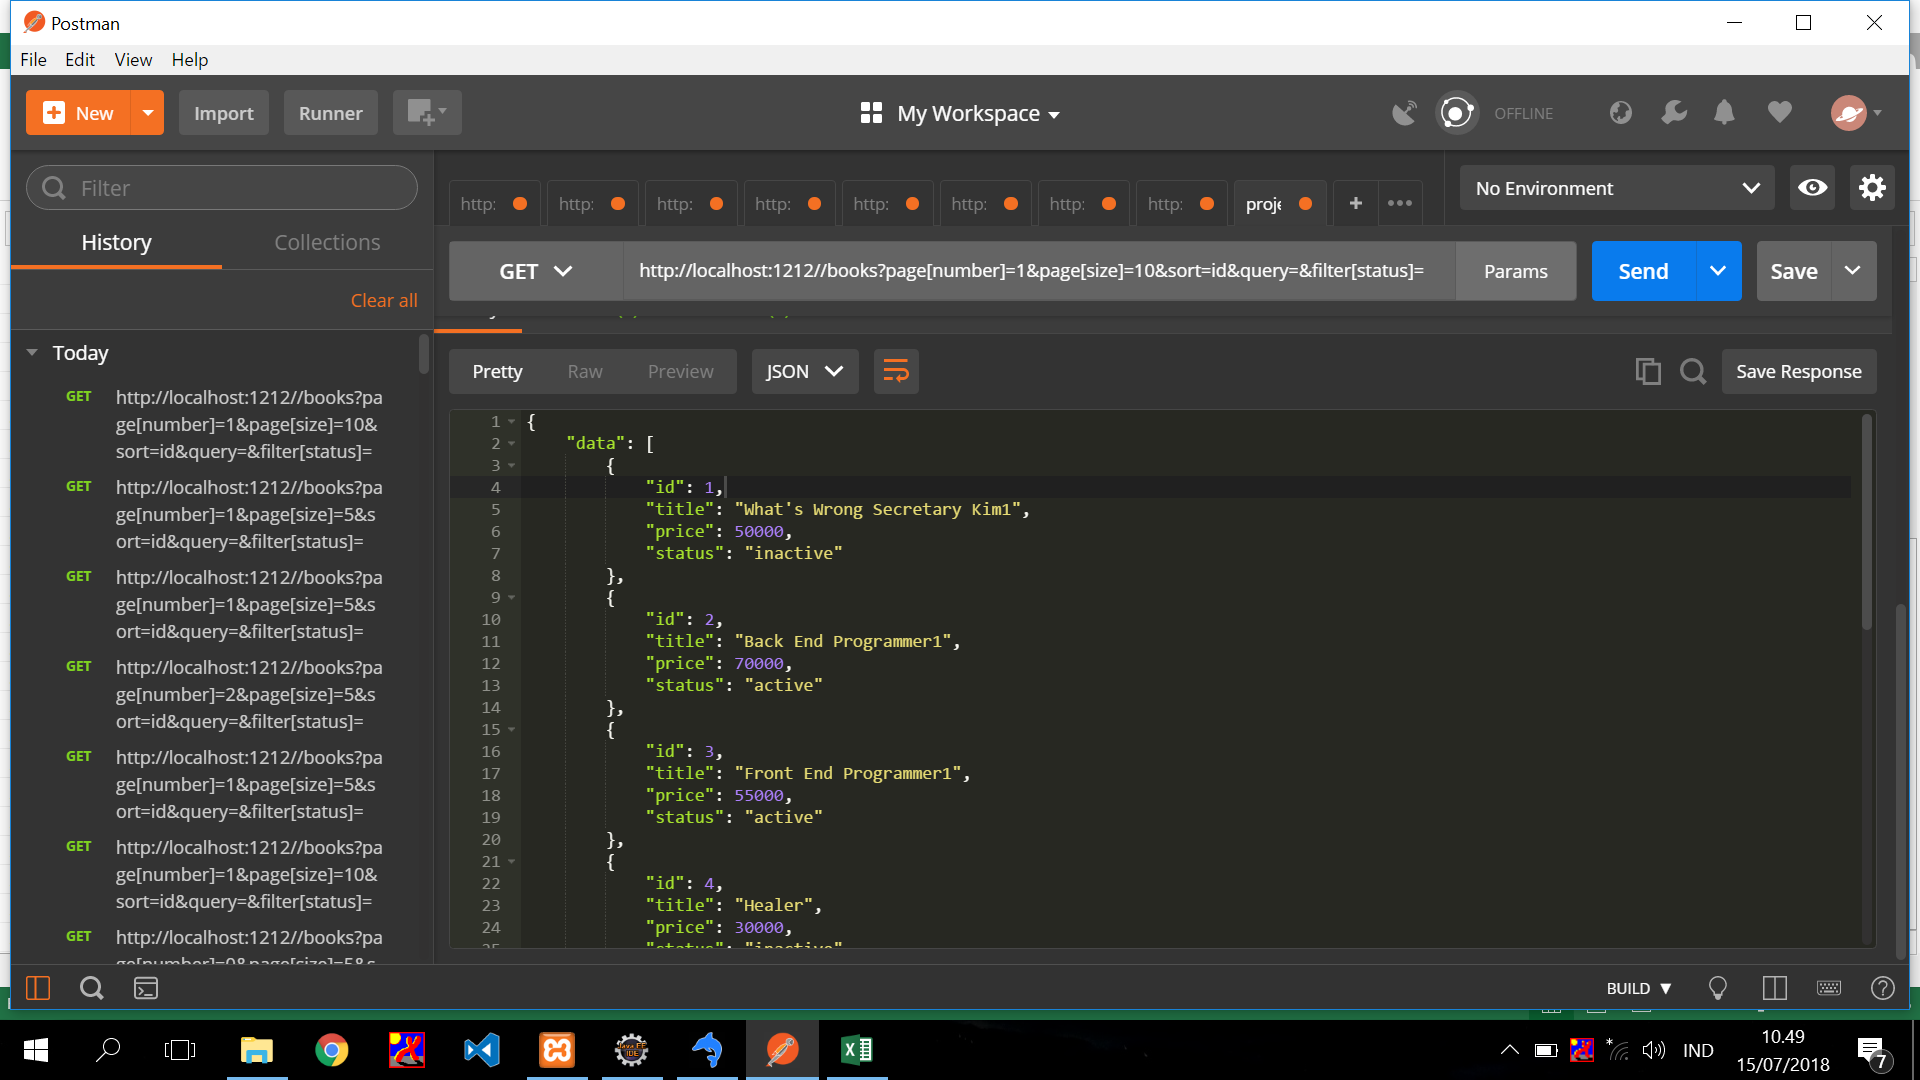 Postman
File Edit View Help
New Import Runner My Workspace OFFLINE
Filter
History Collections
Clear all
Today
GET http://localhost:1212//books?pa
ge[number]=1&page[size]=10&
sort=id&query=&filter[status]=
GET http://localhost:1212//books?pa
ge[number]=1&page[size]=5&s
ort=id&query=&filter[status]=
GET http://localhost:1212//books?pa
ge[number]=1&page[size]=5&s
ort=id&query=&filter[status]=
GET http://localhost:1212//books?pa
ge[number]=2&page[size]=5&s
ort=id&query=&filter[status]=
GET http://localhost:1212//books?pa
ge[number]=1&page[size]=5&s
ort=id&query=&filter[status]=
GET http://localhost:1212//books?pa
ge[number]=1&page[size]=10&
sort=id&query=&filter[status]=
GET http://localhost:1212//books?pa
ge[number]=0&page[size]=5&s
http: http: http: http: http: http: http: http: proje + •••
No Environment
GET http://localhost:1212//books?page[number]=1&page[size]=10&sort=id&query=&filter[status]= Params Send Save
Pretty Raw Preview JSON Save Response
1 {
2 "data": [
3 {
4 "id": 1,
5 "title": "What's Wrong Secretary Kim1",
6 "price": 50000,
7 "status": "inactive"
8 },
9 {
10 "id": 2,
11 "title": "Back End Programmer1",
12 "price": 70000,
13 "status": "active"
14 },
15 {
16 "id": 3,
17 "title": "Front End Programmer1",
18 "price": 55000,
19 "status": "active"
20 },
21 {
22 "id": 4,
23 "title": "Healer",
24 "price": 30000,
25 "status": "inactive"
BUILD
IND
10.49
15/07/2018
7